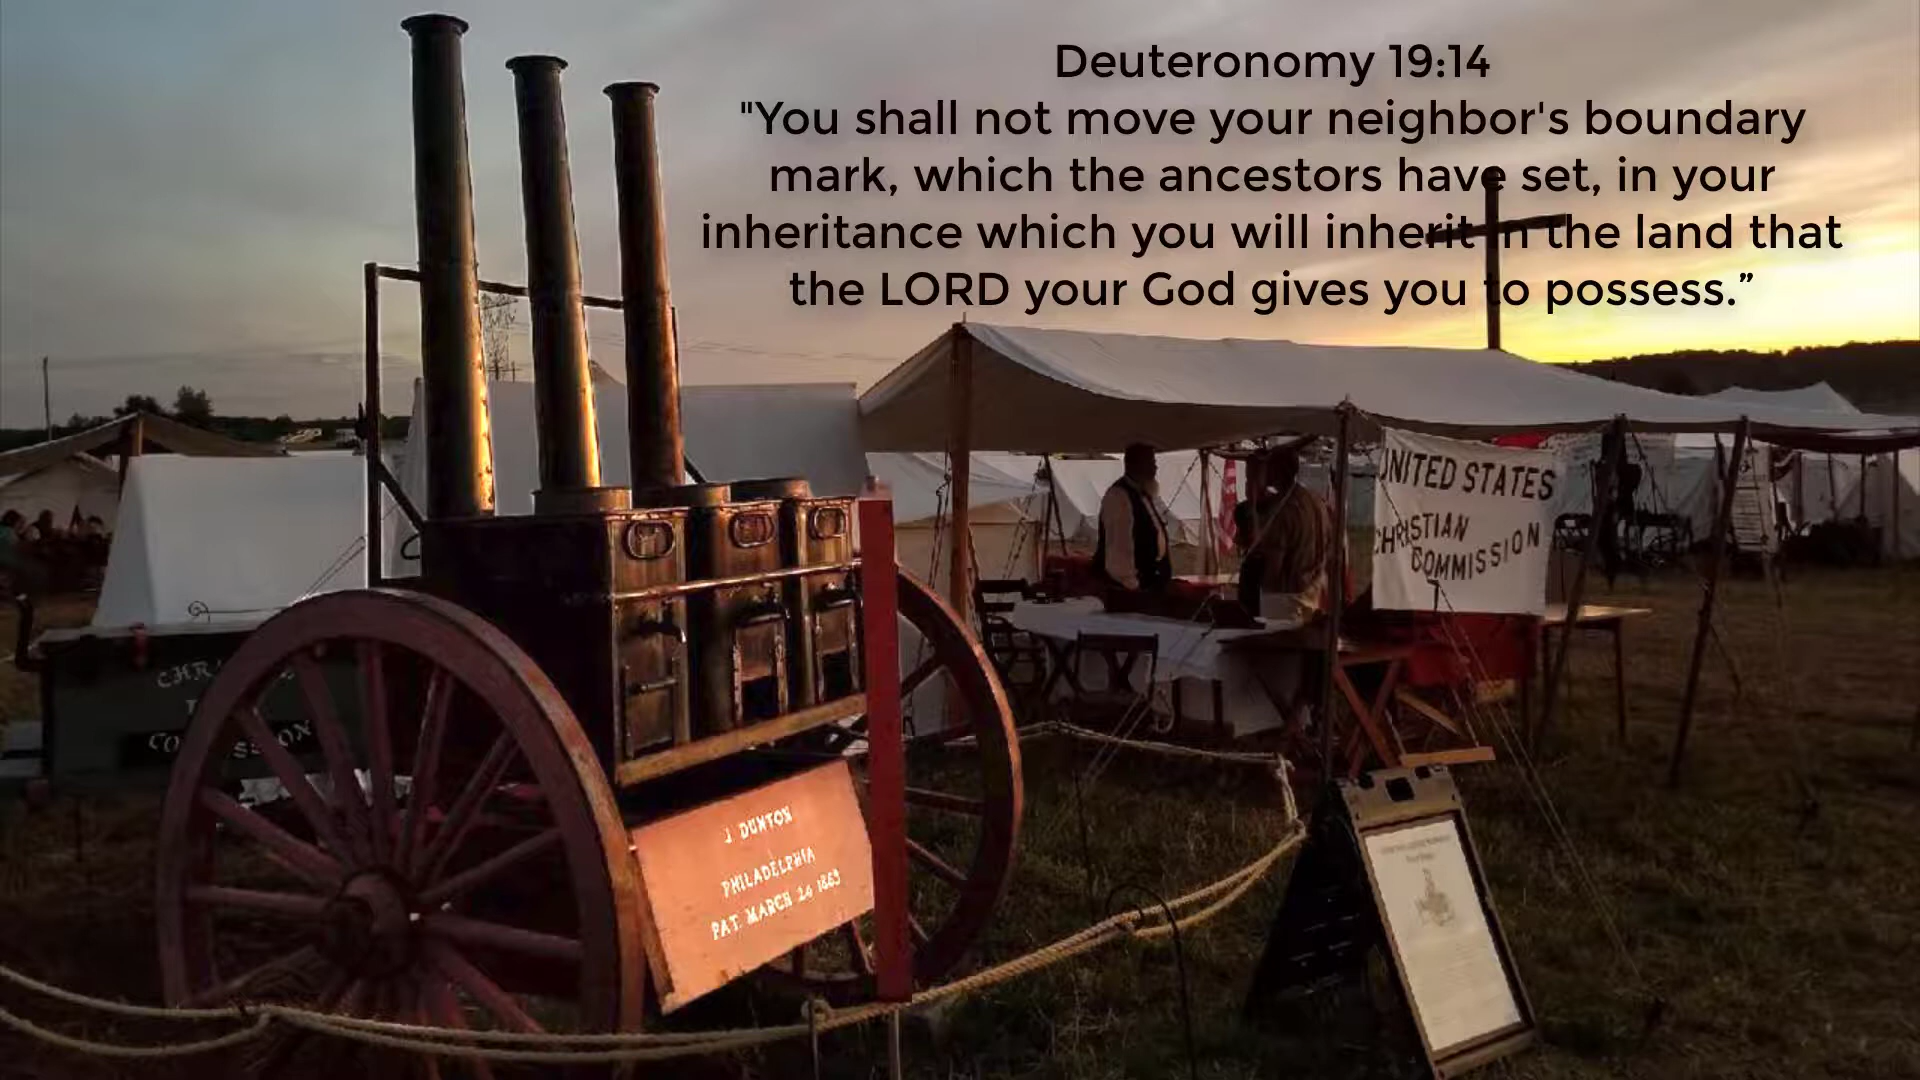 Deuteronomy 19:14
"You shall not move your neighbor's boundary
mark, which the ancestors have set, in your
inheritance which you will inherit in the land that
the LORD your God gives you to possess.”
UNITED STATES
CHRISTIAN
COMMISSION
J DUNTON
PHILADELPHIA
PAT. MARCH 24 1863